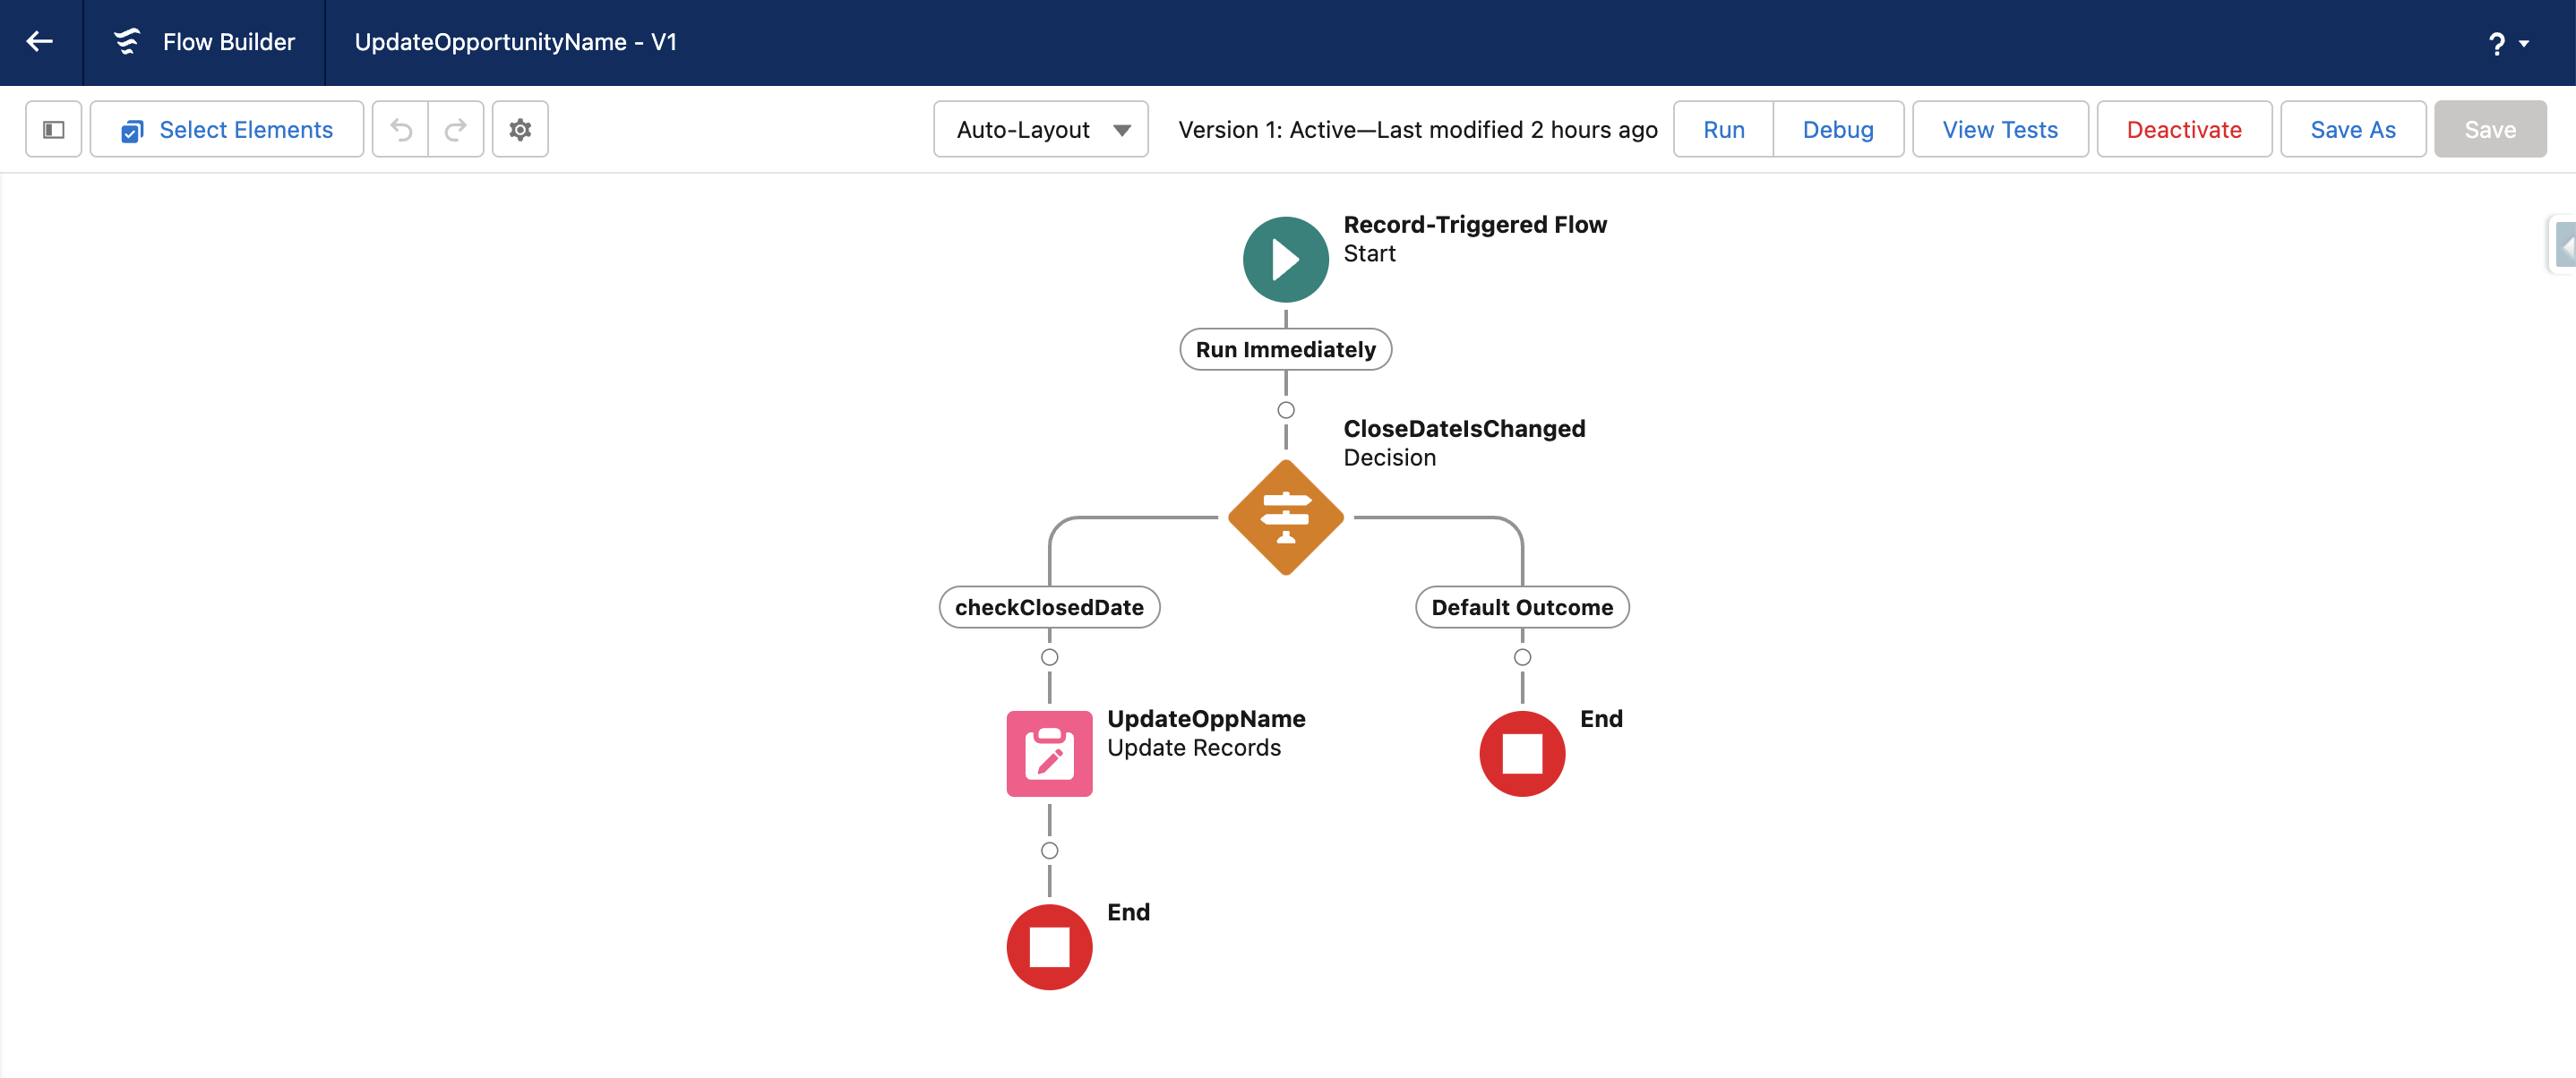 Flow Builder
UpdateOpportunityName - V1
?
Select Elements
Auto-Layout
Version 1: Active—Last modified 2 hours ago
Run
Debug
View Tests
Deactivate
Save As
Save
Record-Triggered Flow
Start
Run Immediately
CloseDateIsChanged
Decision
checkClosedDate
Default Outcome
UpdateOppName
Update Records
End
End